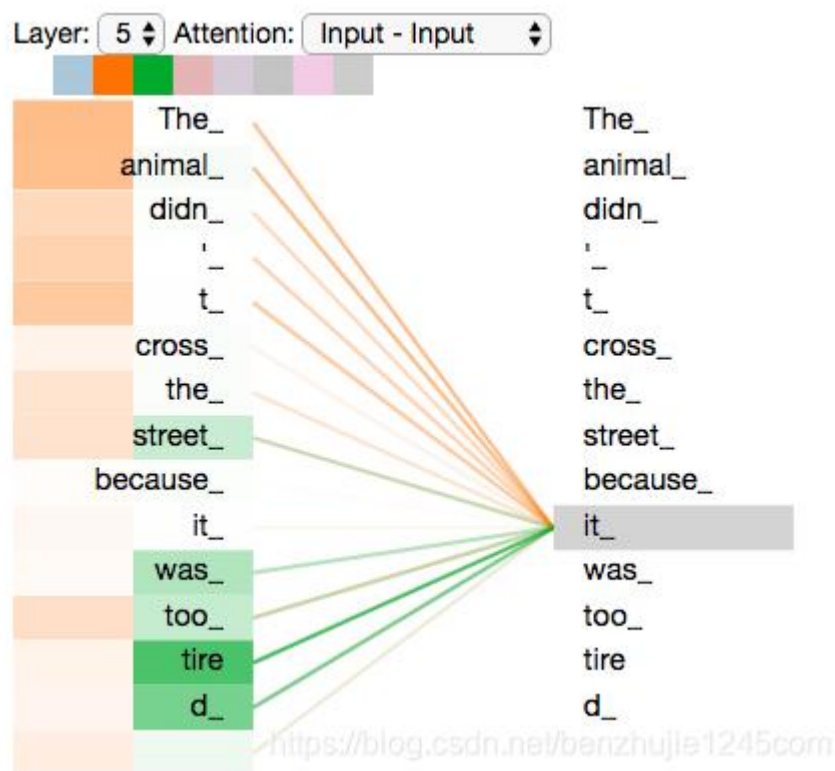 Layer: 5 Attention: Input - Input
The_ The_
animal_ animal_
didn_ didn_
'_ '_
t_ t_
cross_ cross_
the_ the_
street_ street_
because_ because_
it_ it_
was_ was_
too_ too_
tire tire
d_ d_
https://blog.csdn.net/benzhujie1245com